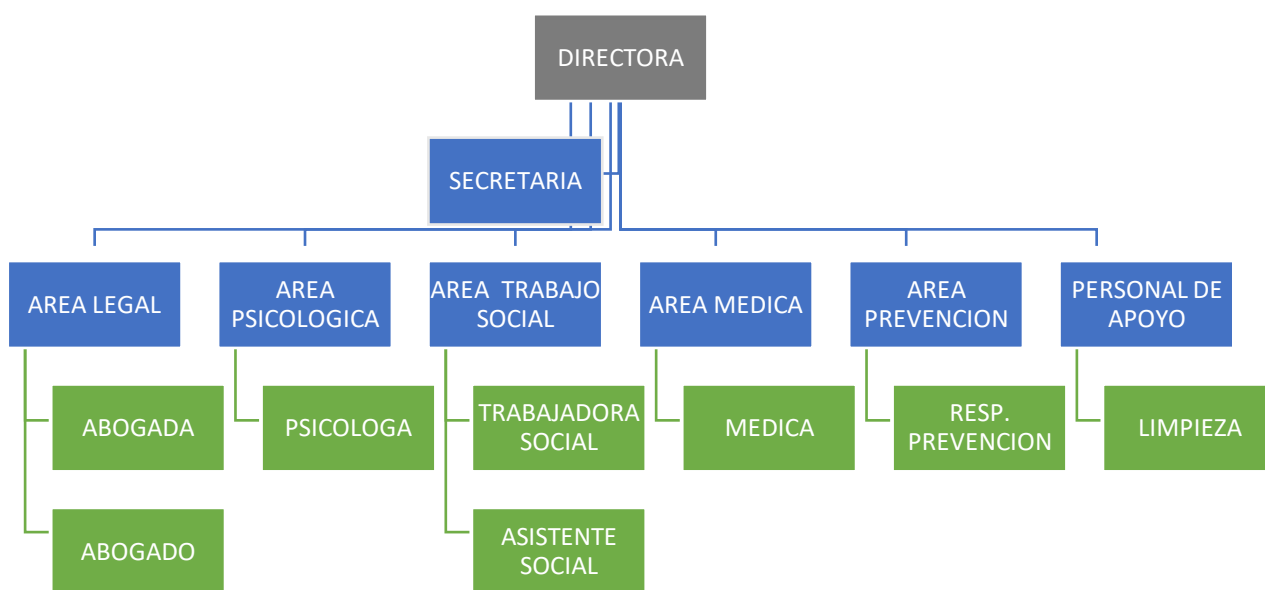 DIRECTORA
SECRETARIA
AREA LEGAL
AREA
PSICOLOGICA
AREA TRABAJO
SOCIAL
AREA MEDICA
AREA
PREVENCION
PERSONAL DE
APOYO
ABOGADA
PSICOLOGA
TRABAJADORA
SOCIAL
MEDICA
RESP.
PREVENCION
LIMPIEZA
ABOGADO
ASISTENTE
SOCIAL